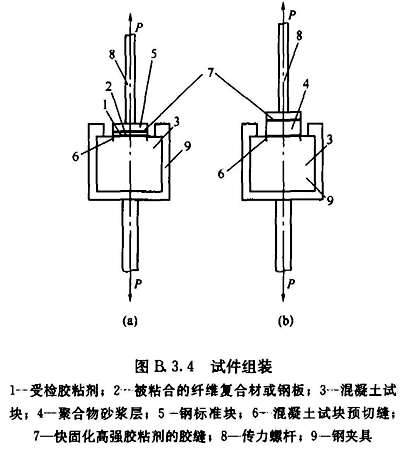 P
P
8
5
7
8
2
4
1
3
3
6
9
6
9
P
P
(a)
(b)
图 B.3.4 试件组装
1—受检胶粘剂；2—被粘合的纤维复合材或钢板；3—混凝土试
块；4—聚合物砂浆层；5—钢标准块；6—混凝土试块预切缝；
7—快固化高强胶粘剂的胶缝；8—传力螺杆；9—钢夹具